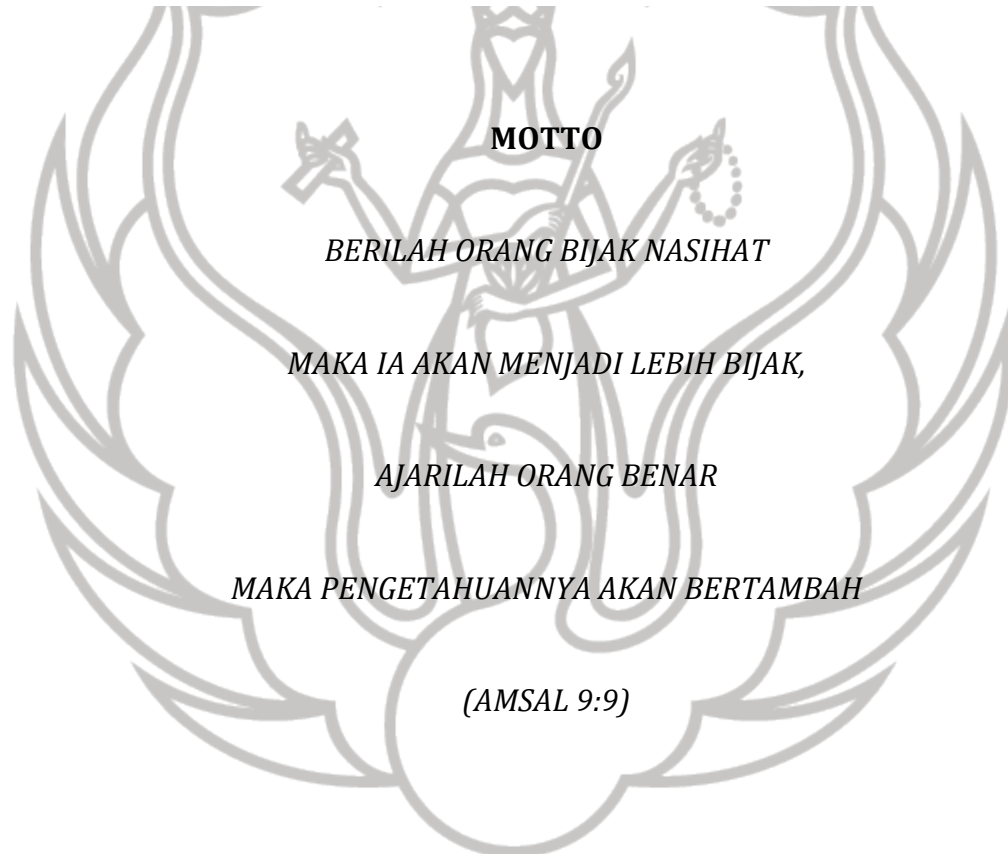 MOTTO
BERILAH ORANG BIJAK NASIHAT
MAKA IA AKAN MENJADI LEBIH BIJAK,
AJARILAH ORANG BENAR
MAKA PENGETAHUANNYA AKAN BERTAMBAH
(AMSAL 9:9)